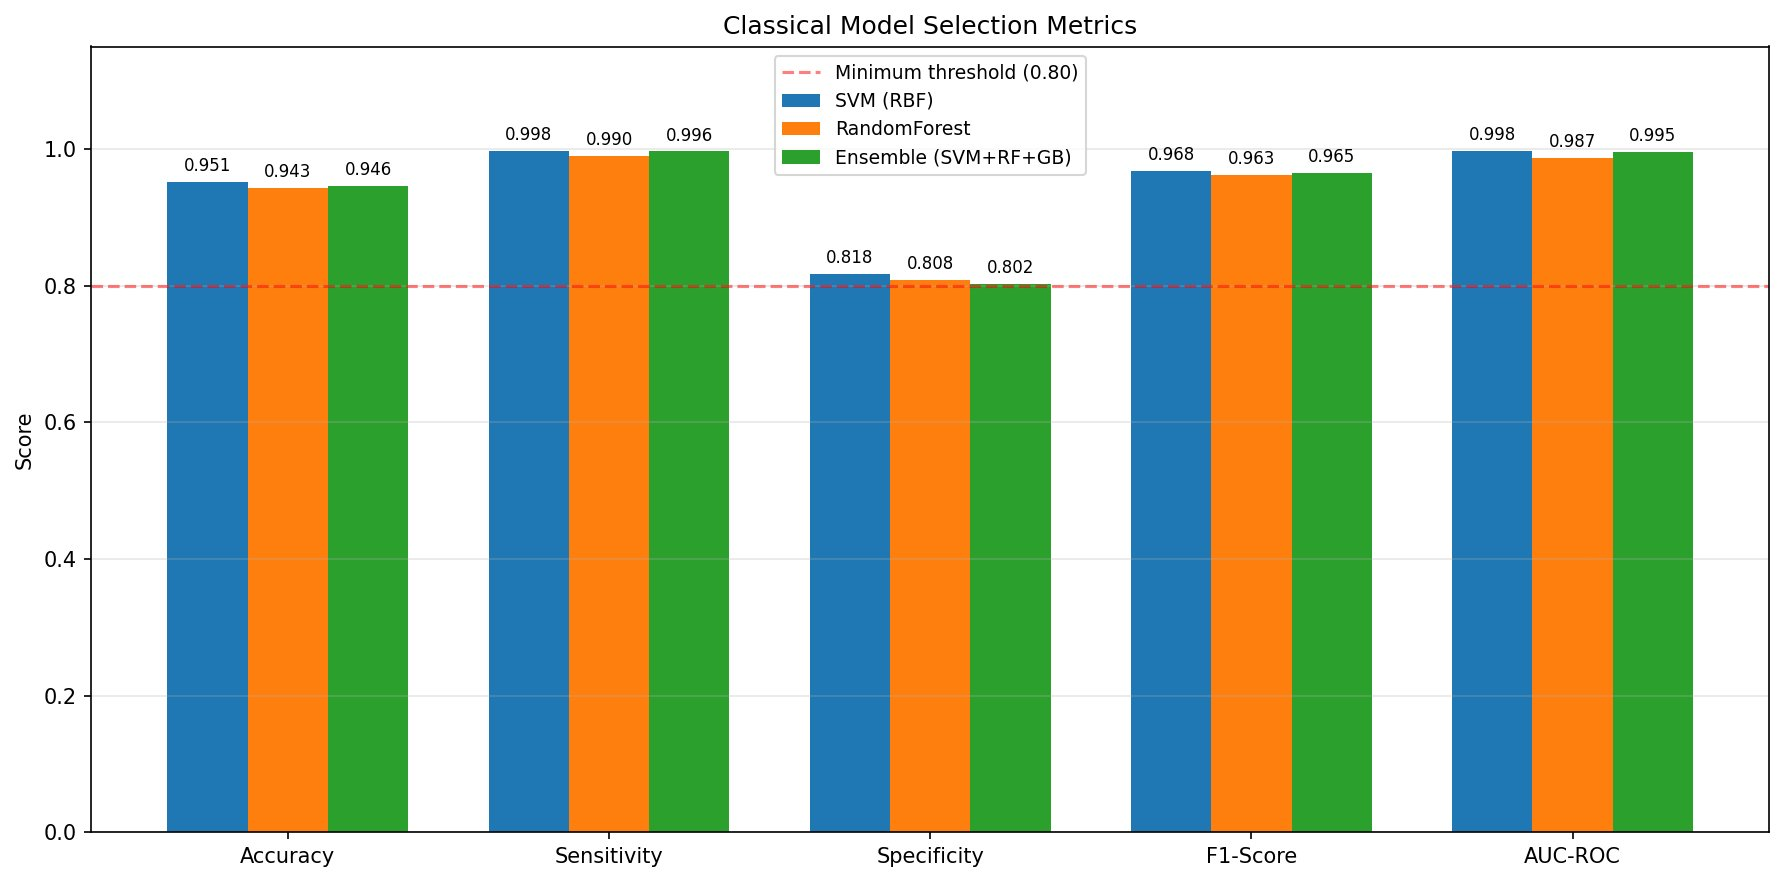 Classical Model Selection Metrics
Minimum threshold (0.80)
SVM (RBF)
RandomForest
Ensemble (SVM+RF+GB)
Score
1.0
0.8
0.6
0.4
0.2
0.0
0.951
0.943
0.946
0.998
0.990
0.996
0.818
0.808
0.802
0.968
0.963
0.965
0.998
0.987
0.995
Accuracy
Sensitivity
Specificity
F1-Score
AUC-ROC